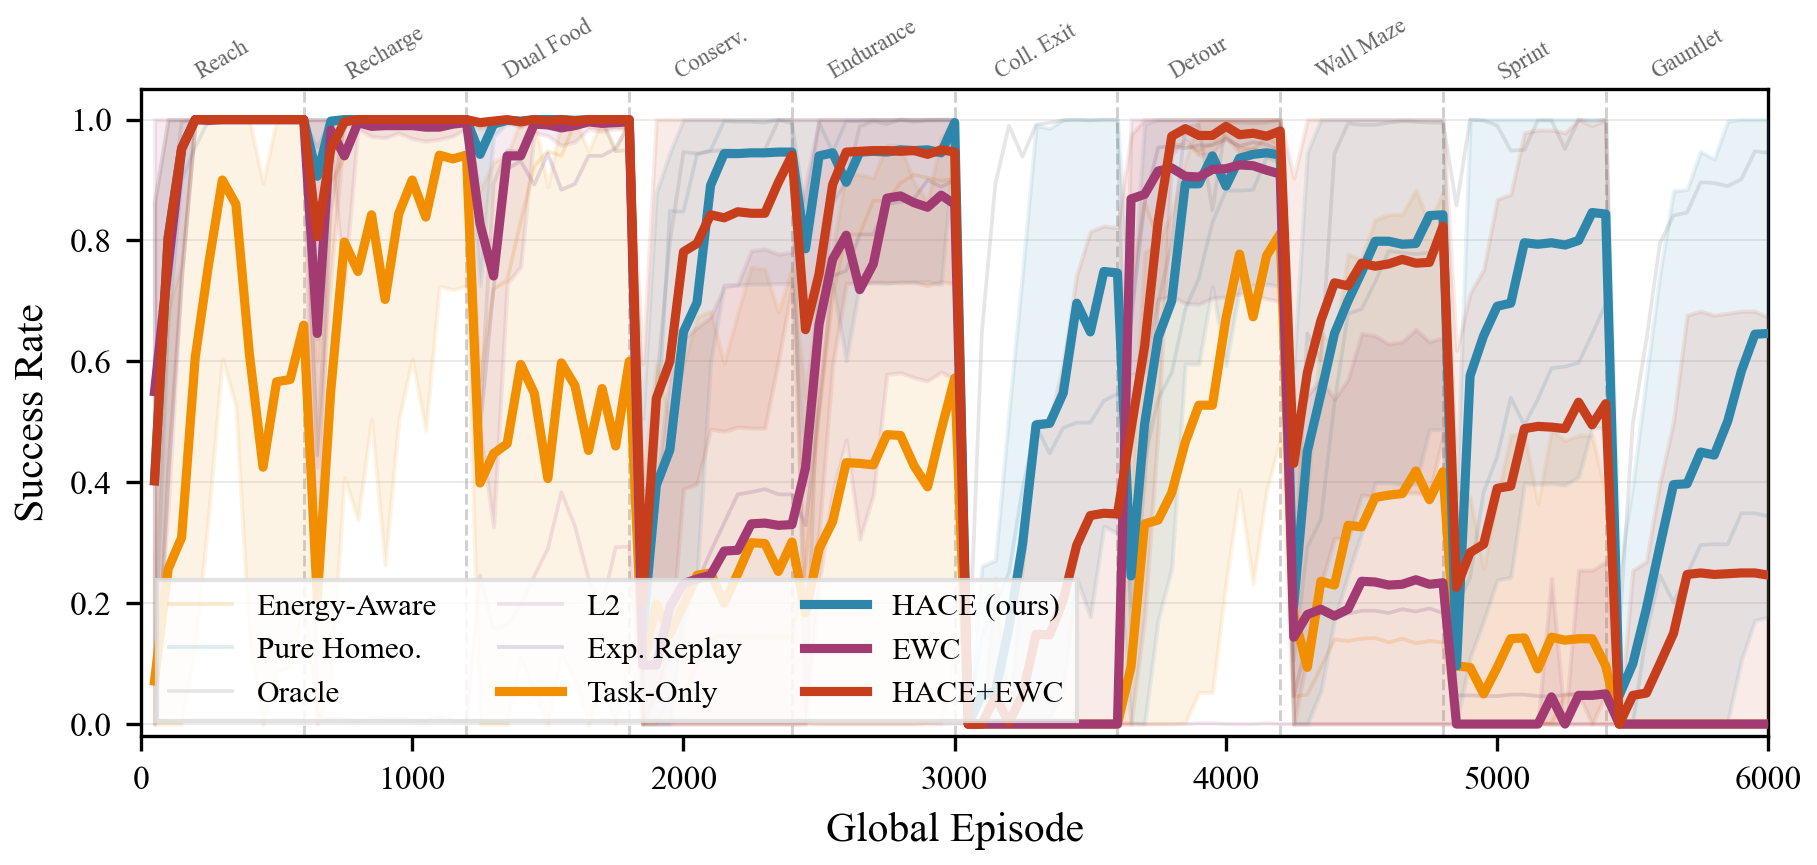 Reach
Recharge
Dual Food
Conserv.
Endurance
Coll. Exit
Detour
Wall Maze
Sprint
Gauntlet
Success Rate
1.0
0.8
0.6
0.4
0.2
0.0
Energy-Aware
Pure Homeo.
Oracle
L2
Exp. Replay
Task-Only
HACE (ours)
EWC
HACE+EWC
0 1000 2000 3000 4000 5000 6000
Global Episode